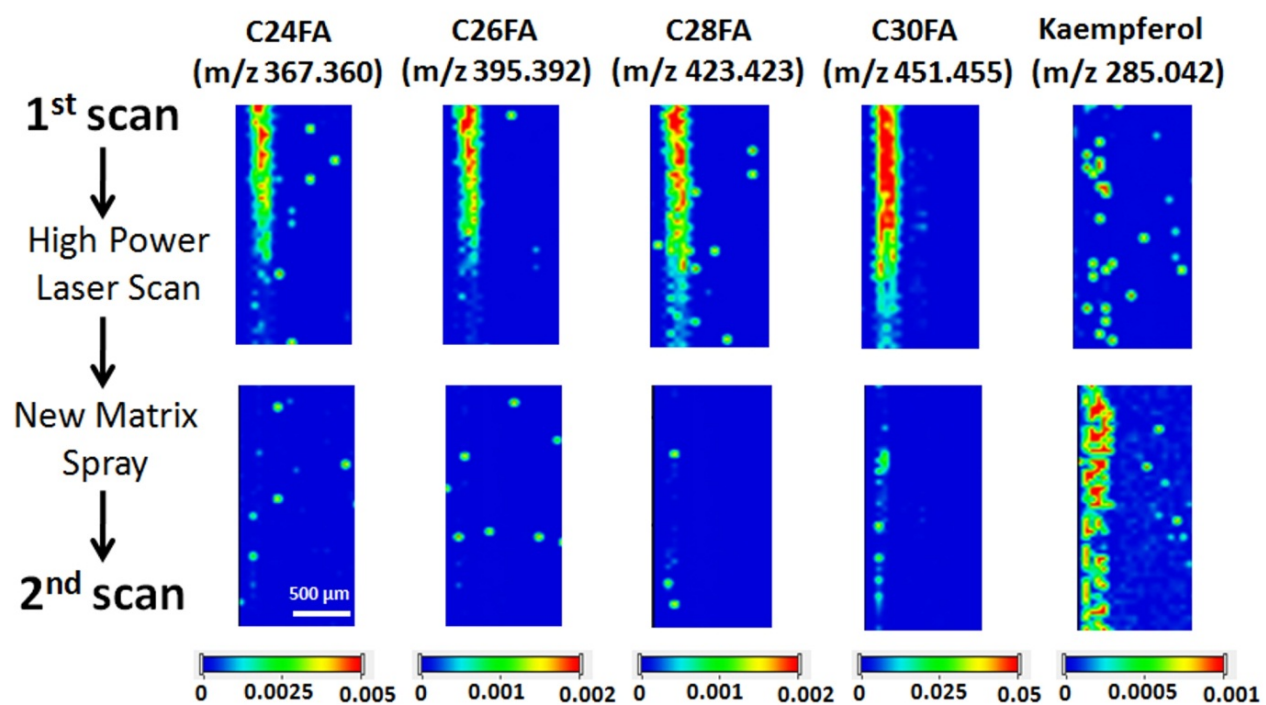 C24FA C26FA C28FA C30FA Kaempferol
(m/z 367.360) (m/z 395.392) (m/z 423.423) (m/z 451.455) (m/z 285.042)
1st scan
High Power
Laser Scan
New Matrix
Spray
2nd scan
500 µm
0 0.0025 0.005 0 0.001 0.002 0 0.001 0.002 0 0.025 0.05 0 0.0005 0.001